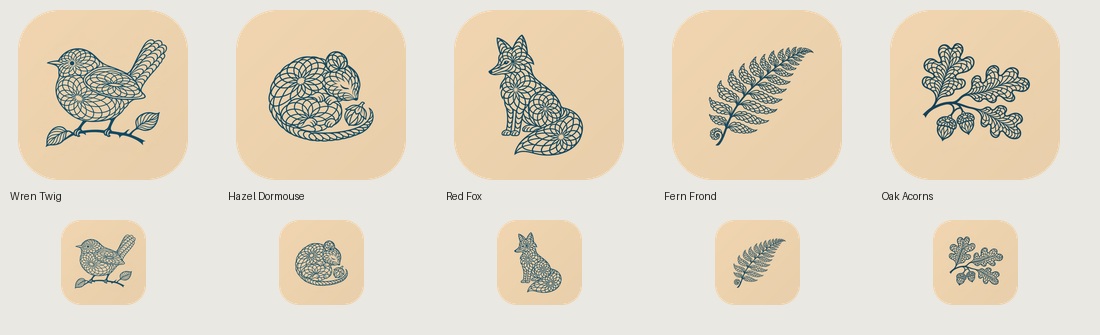 Wren Twig
Hazel Dormouse
Red Fox
Fern Frond
Oak Acorns